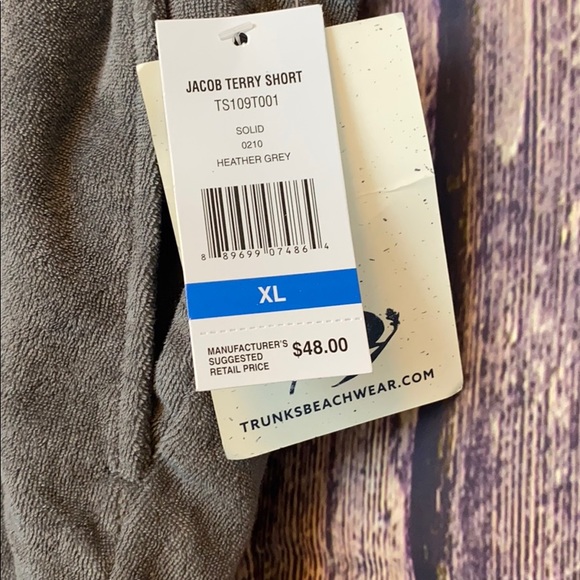 JACOB TERRY SHORT
TS109T001
SOLID
0210
HEATHER GREY
8 89699 07486 4
XL
MANUFACTURER'S
SUGGESTED
RETAIL PRICE
$48.00
TRUNKSBEACHWEAR.COM